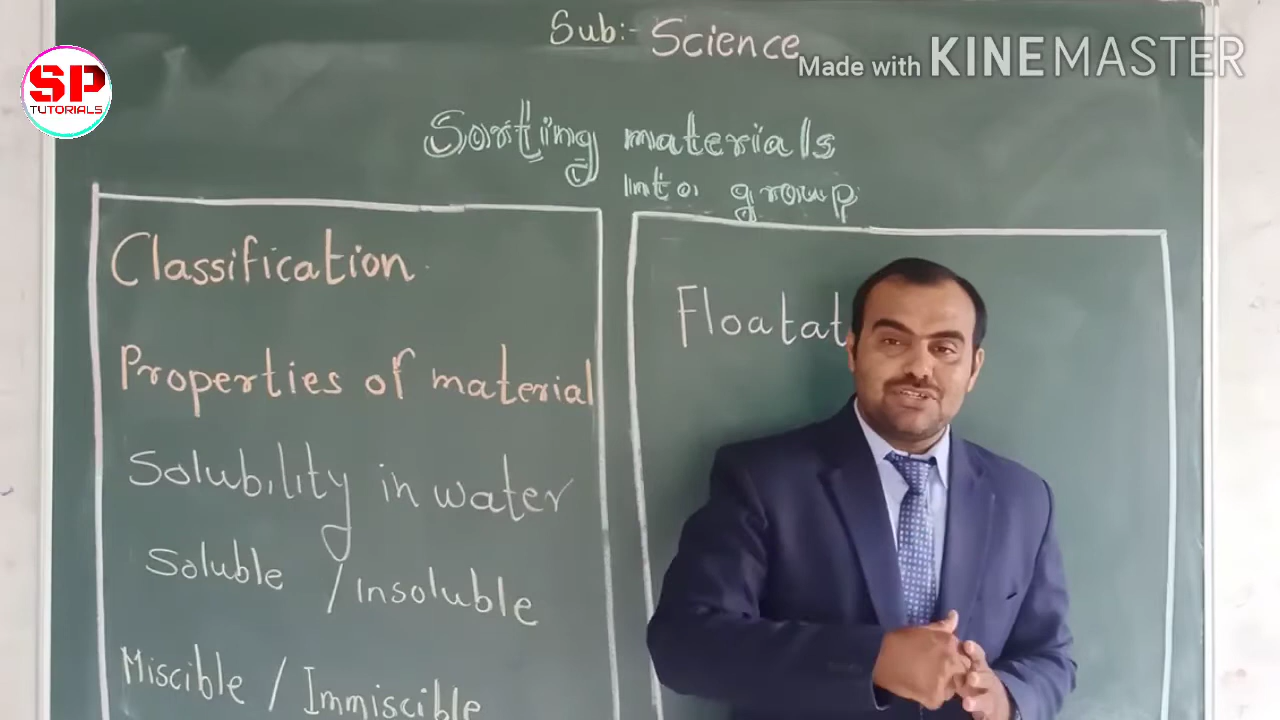 Sub:- Science
Made with KINEMASTER
SP
TUTORIALS
Sorting materials
into group
Classification
Properties of material
Solubility in water
Soluble / Insoluble
Miscible / Immiscible
Floatat